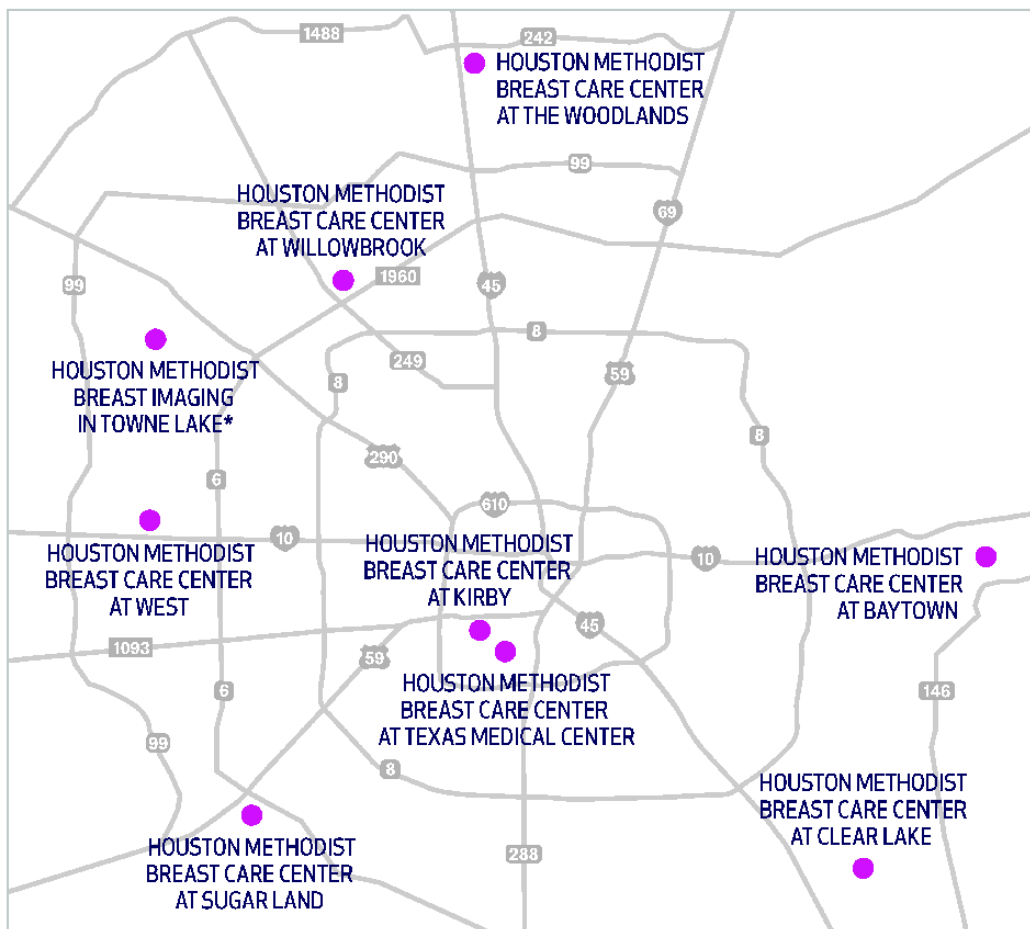 1488
242
HOUSTON METHODIST
BREAST CARE CENTER
AT THE WOODLANDS
99
HOUSTON METHODIST
BREAST CARE CENTER
AT WILLOWBROOK
69
99
1960
45
8
249
59
8
HOUSTON METHODIST
BREAST IMAGING
IN TOWNE LAKE*
8
290
6
610
10
HOUSTON METHODIST
BREAST CARE CENTER
AT KIRBY
10
HOUSTON METHODIST
BREAST CARE CENTER
AT WEST
HOUSTON METHODIST
BREAST CARE CENTER
AT BAYTOWN
45
1093
59
6
146
HOUSTON METHODIST
BREAST CARE CENTER
AT TEXAS MEDICAL CENTER
99
8
HOUSTON METHODIST
BREAST CARE CENTER
AT CLEAR LAKE
288
HOUSTON METHODIST
BREAST CARE CENTER
AT SUGAR LAND